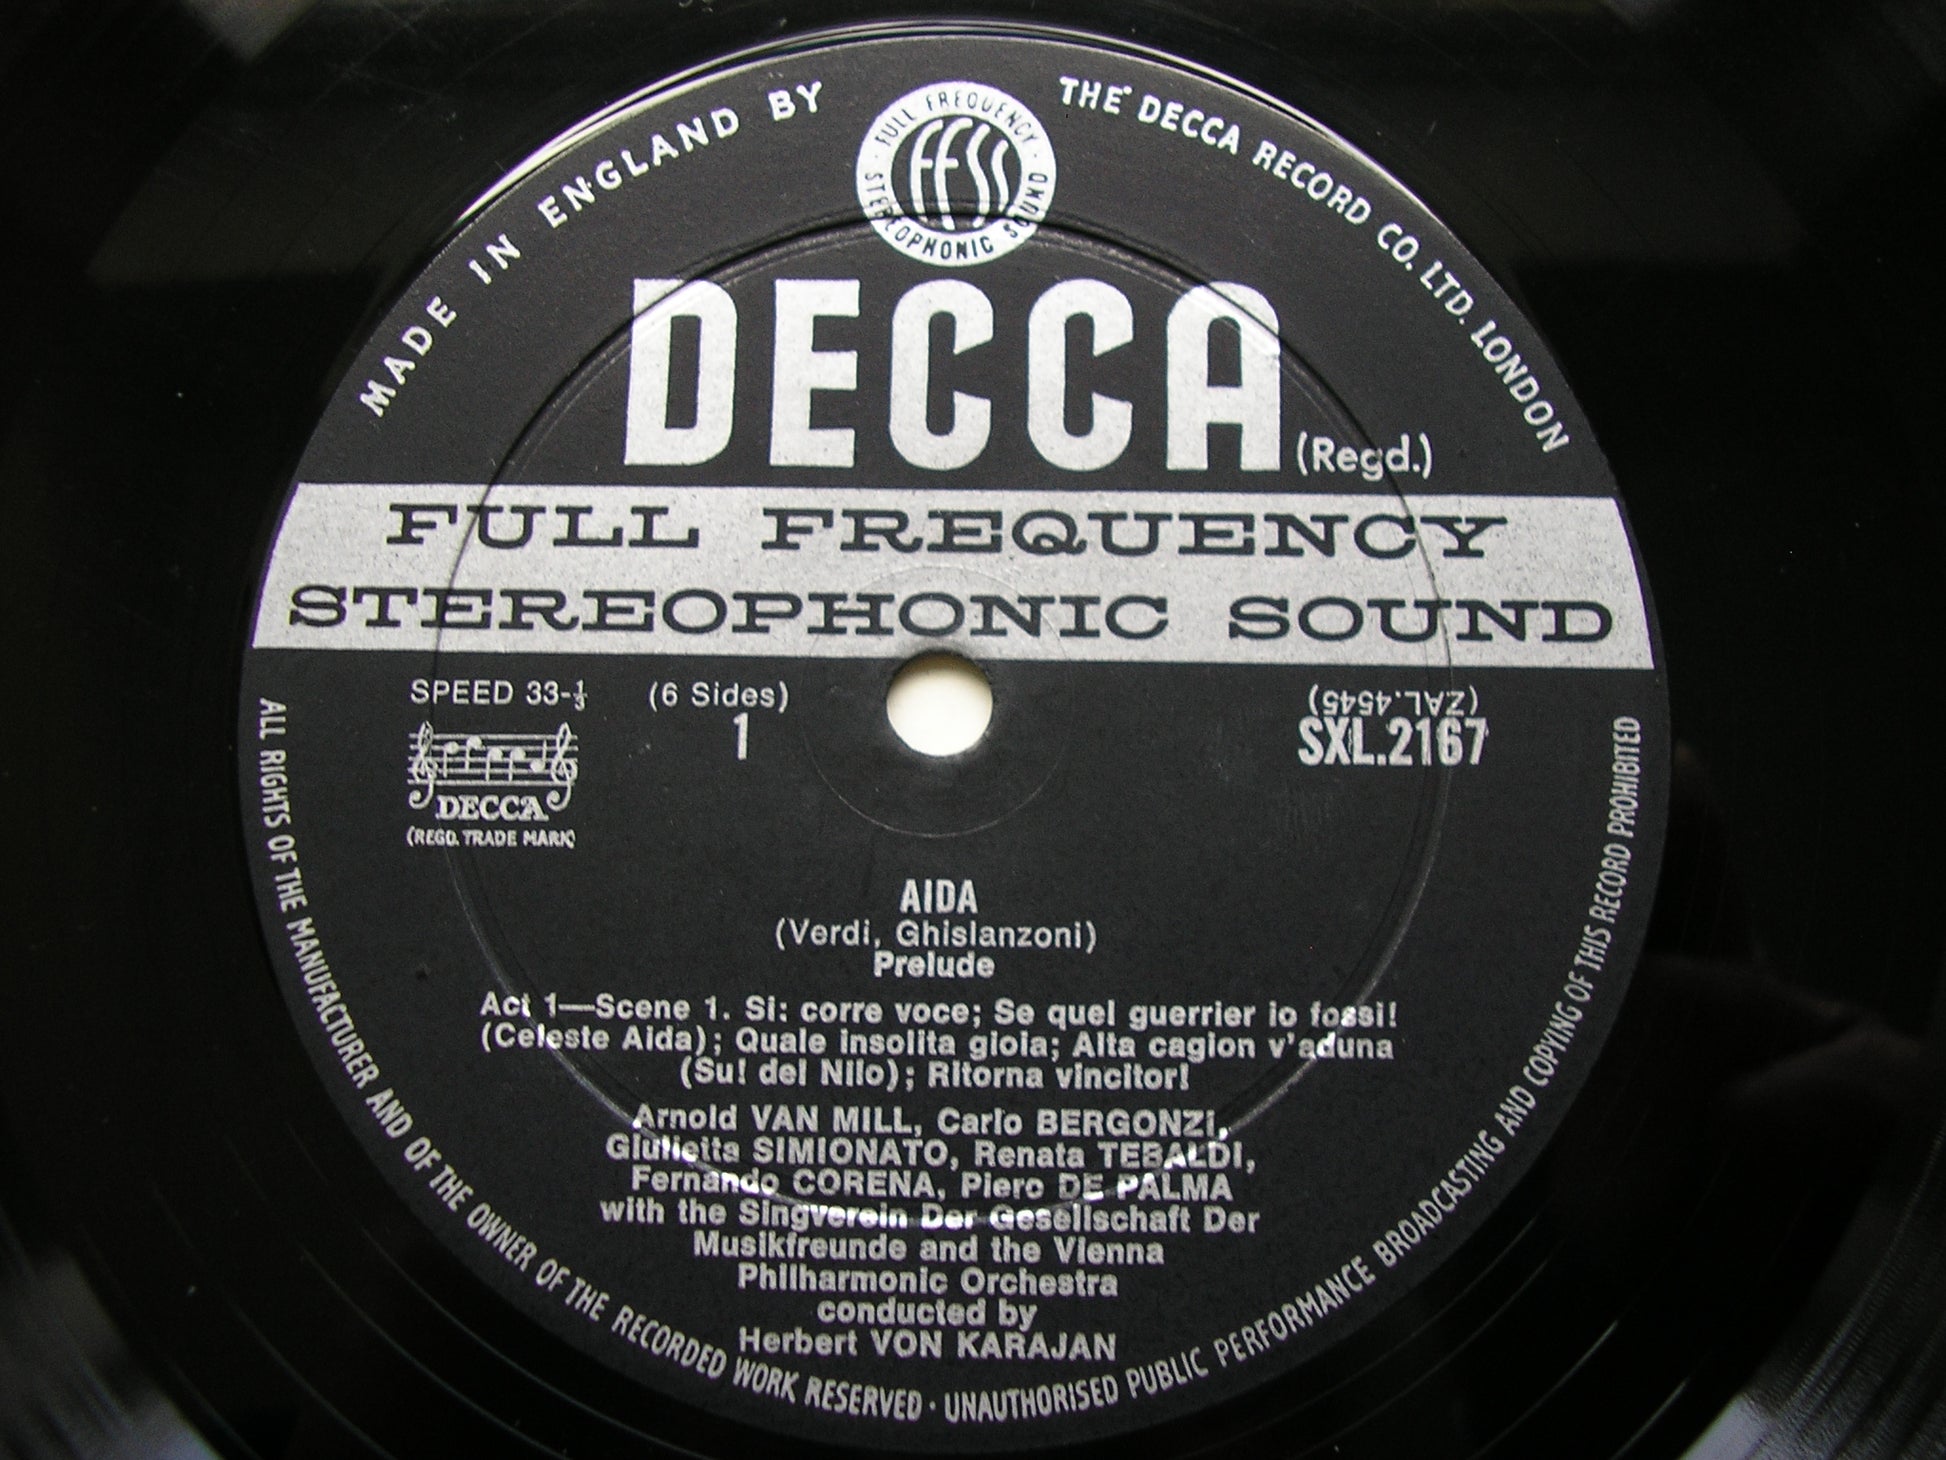 MADE IN ENGLAND BY
THE DECCA RECORD CO. LTD. LONDON
FULL FREQUENCY
FFSS
STEREOPHONIC SOUND
DECCA (Regd.)
FULL FREQUENCY
STEREOPHONIC SOUND
SPEED 33-⅓ (6 Sides) (ZAL.4545)
1 SXL.2167
DECCA
(REGD. TRADE MARK)
AIDA
(Verdi, Ghislanzoni)
Prelude
Act 1—Scene 1. Si: corre voce; Se quel guerrier io fossi!
(Celeste Aida); Quale insolita gioia; Alta cagion v'aduna
(Su! del Nilo); Ritorna vincitor!
Arnold VAN MILL, Carlo BERGONZI,
Giulietta SIMIONATO, Renata TEBALDI,
Fernando CORENA, Piero DE PALMA
with the Singverein Der Gesellschaft Der
Musikfreunde and the Vienna
Philharmonic Orchestra
conducted by
Herbert VON KARAJAN
ALL RIGHTS OF THE MANUFACTURER AND OF THE OWNER OF THE RECORDED WORK RESERVED · UNAUTHORISED PUBLIC PERFORMANCE BROADCASTING AND COPYING OF THIS RECORD PROHIBITED